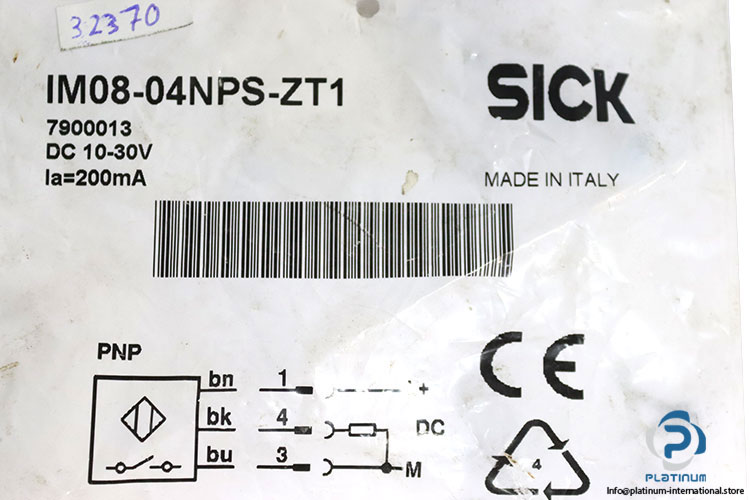 32370
IM08-04NPS-ZT1
SICK
7900013
DC 10-30V
Ia=200mA
MADE IN ITALY
PNP
bn 1 +
bk 4 DC
bu 3 M
CE
4
PLATINUM
Info@platinum-international.store